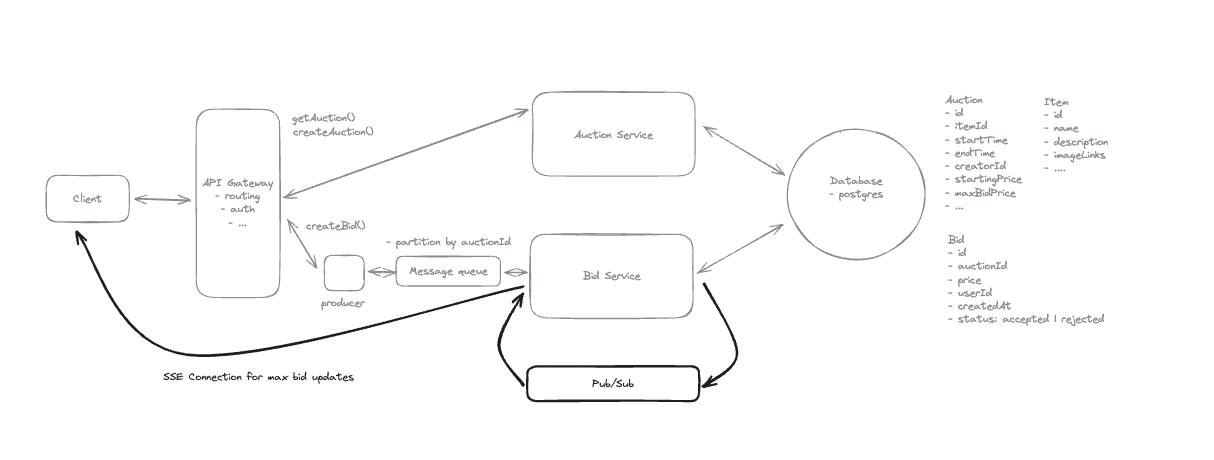 Client
API Gateway
- routing
- auth
- ...
getAuction()
createAuction()
createBid()
producer
- partition by auctionId
Message queue
Auction Service
Bid Service
Pub/Sub
SSE Connection for max bid updates
Database
- postgres
Auction
- id
- itemId
- startTime
- endTime
- creatorId
- startingPrice
- maxBidPrice
- ...
Item
- id
- name
- description
- imageLinks
- ....
Bid
- id
- auctionId
- price
- userId
- createdAt
- status: accepted | rejected